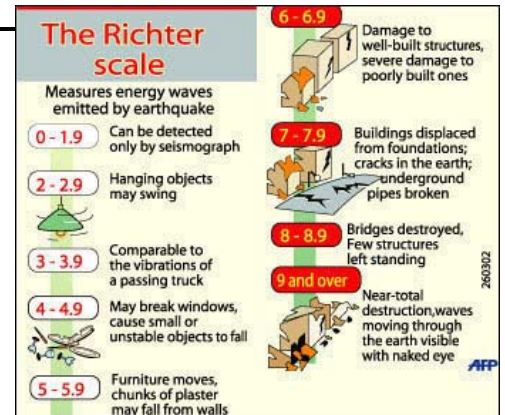 The Richter
scale
Measures energy waves
emitted by earthquake
0 - 1.9
Can be detected
only by seismograph
2 - 2.9
Hanging objects
may swing
3 - 3.9
Comparable to
the vibrations of
a passing truck
4 - 4.9
May break windows,
cause small or
unstable objects to fall
5 - 5.9
Furniture moves,
chunks of plaster
may fall from walls
6 - 6.9
Damage to
well-built structures,
severe damage to
poorly built ones
7 - 7.9
Buildings displaced
from foundations;
cracks in the earth;
underground
pipes broken
8 - 8.9
Bridges destroyed,
Few structures
left standing
9 and over
Near-total
destruction,waves
moving through
the earth visible
with naked eye
260302
AFP